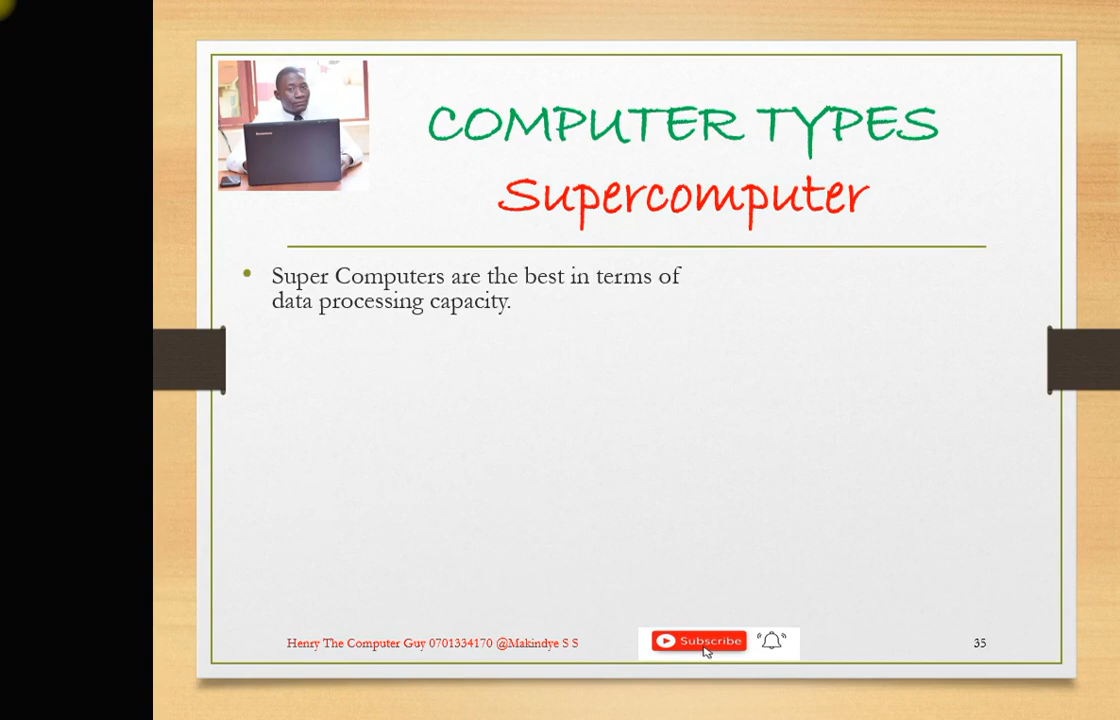 COMPUTER TYPES
Supercomputer
• Super Computers are the best in terms of
data processing capacity.
Henry The Computer Guy 0701334170 @Makindye S S
Subscribe
35